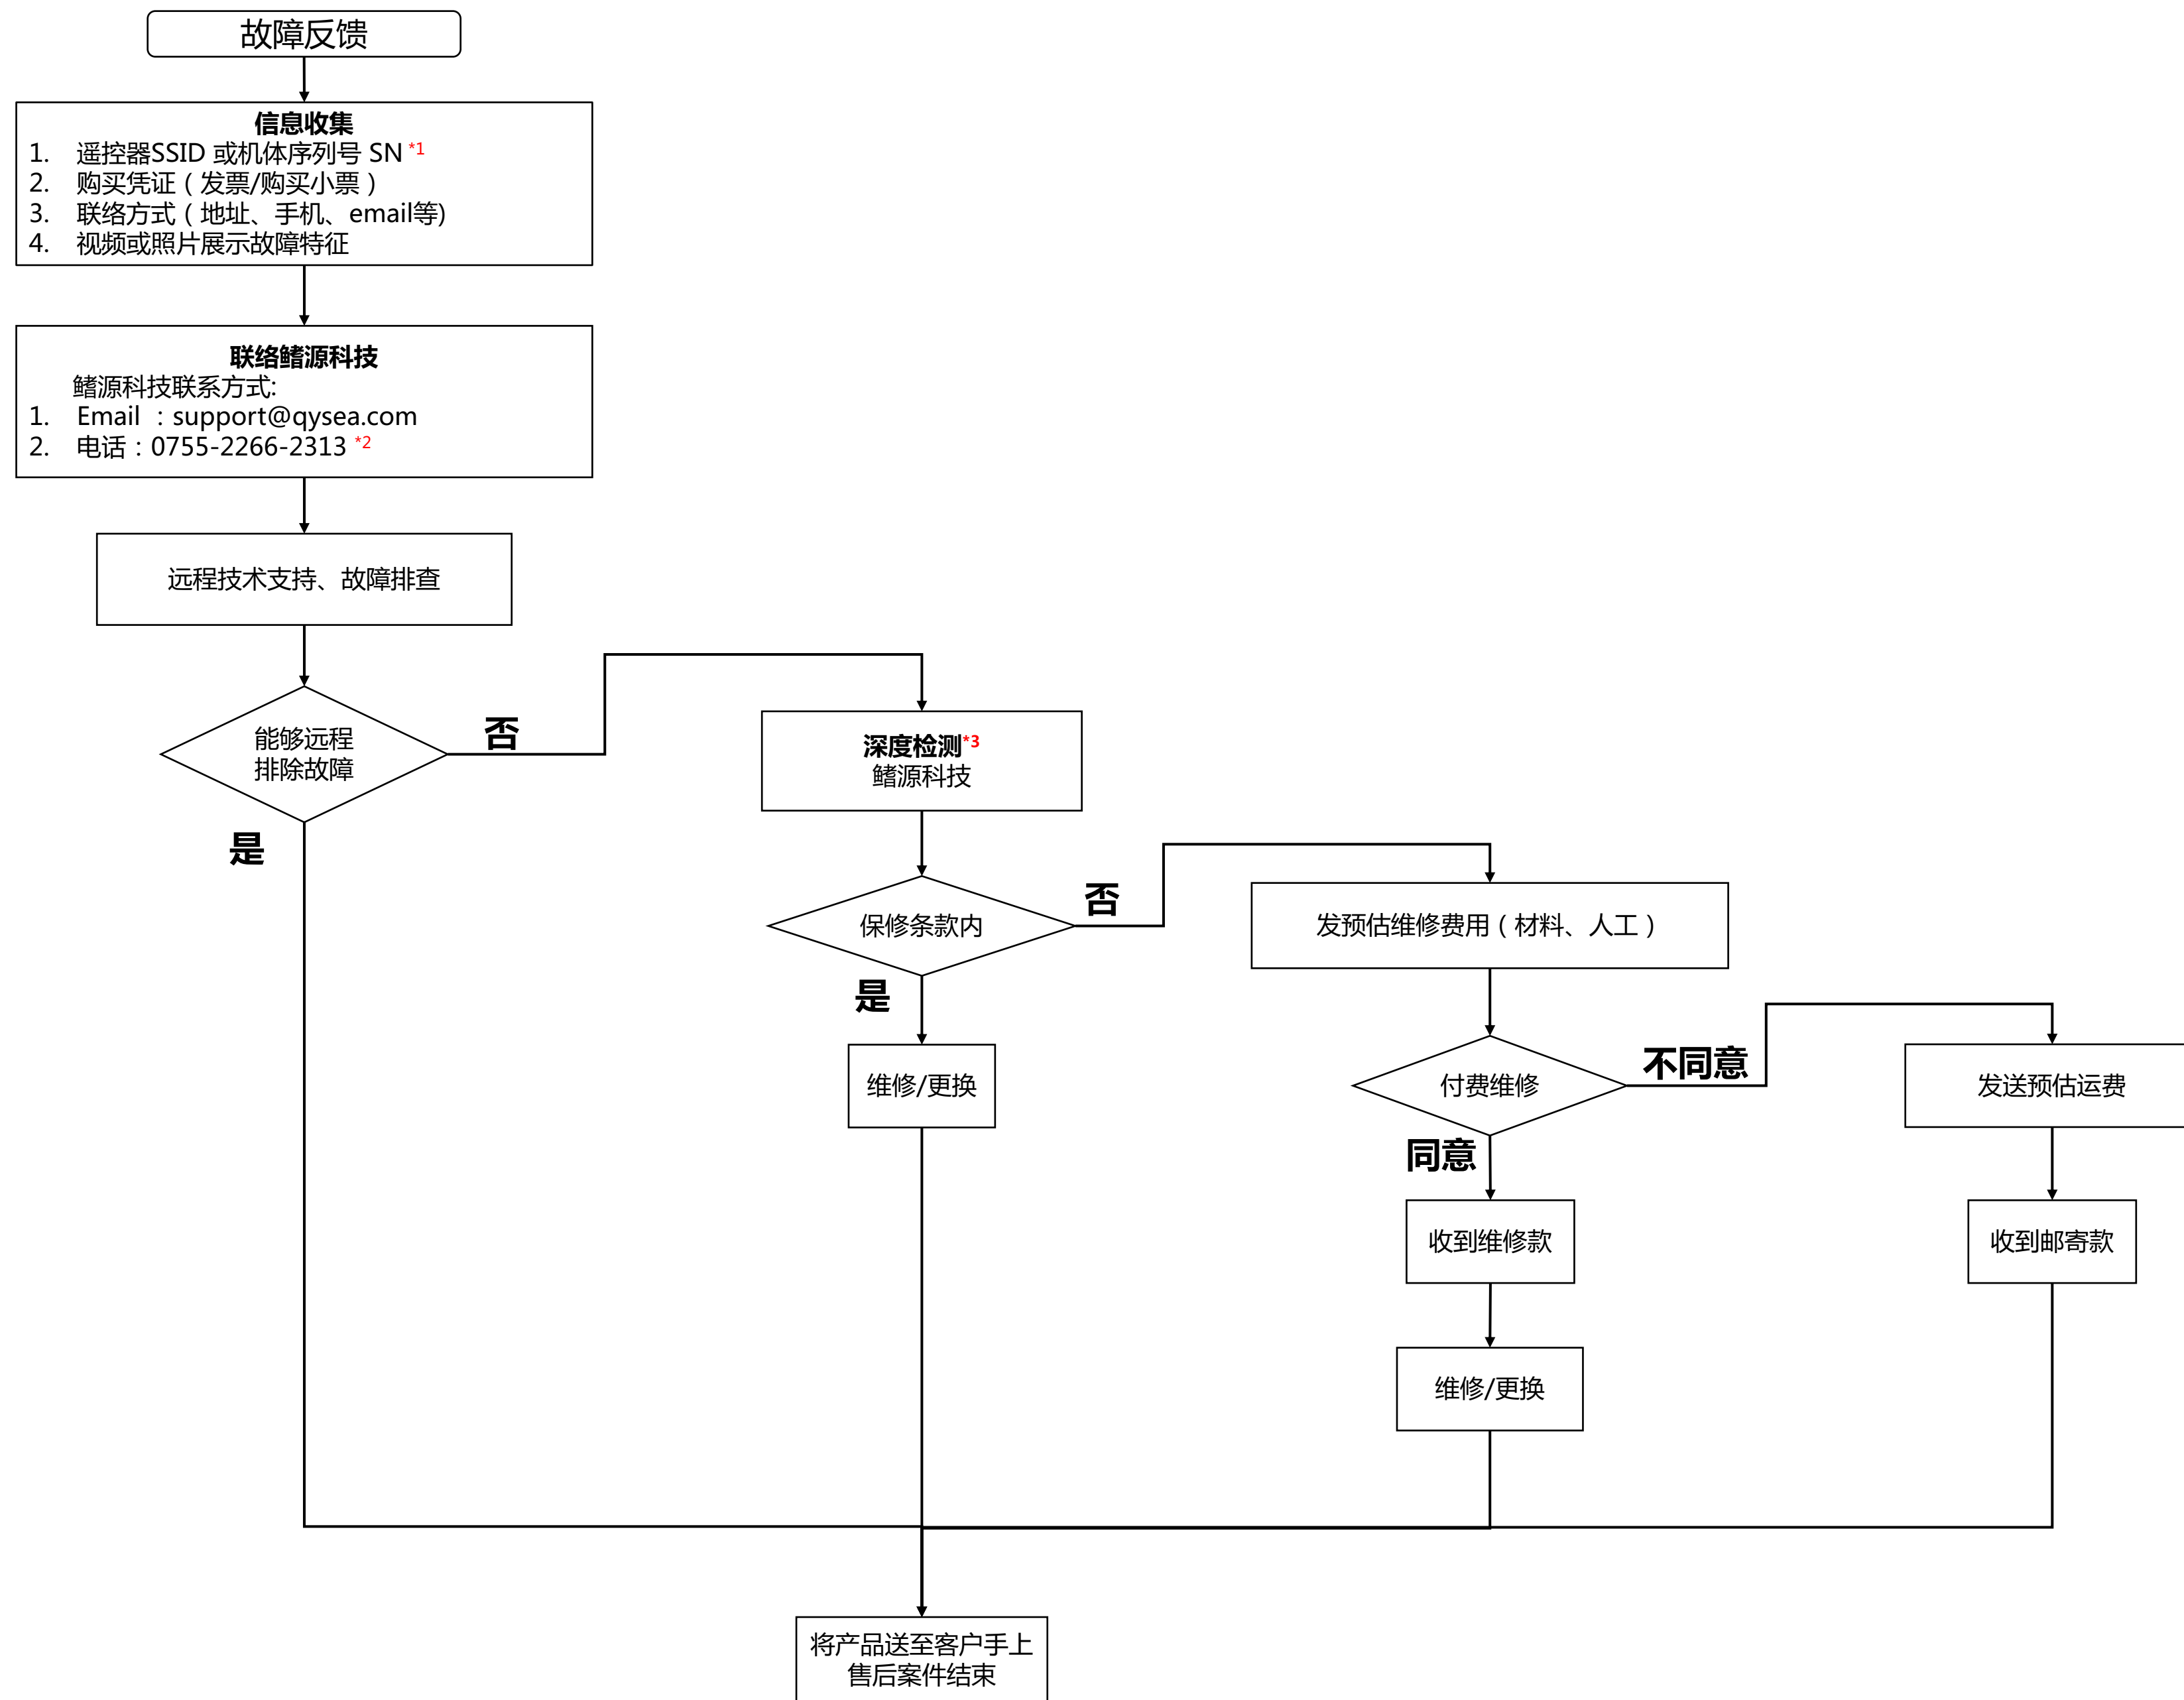 故障反馈
信息收集
1. 遥控器SSID 或机体序列号 SN *1
2. 购买凭证（发票/购买小票）
3. 联络方式（地址、手机、email等)
4. 视频或照片展示故障特征
联络鳍源科技
鳍源科技联系方式:
1. Email ：support@qysea.com
2. 电话：0755-2266-2313 *2
远程技术支持、故障排查
能够远程
排除故障
否
是
深度检测*3
鳍源科技
保修条款内
否
是
维修/更换
发预估维修费用（材料、人工）
付费维修
不同意
同意
发送预估运费
收到维修款
收到邮寄款
维修/更换
将产品送至客户手上
售后案件结束